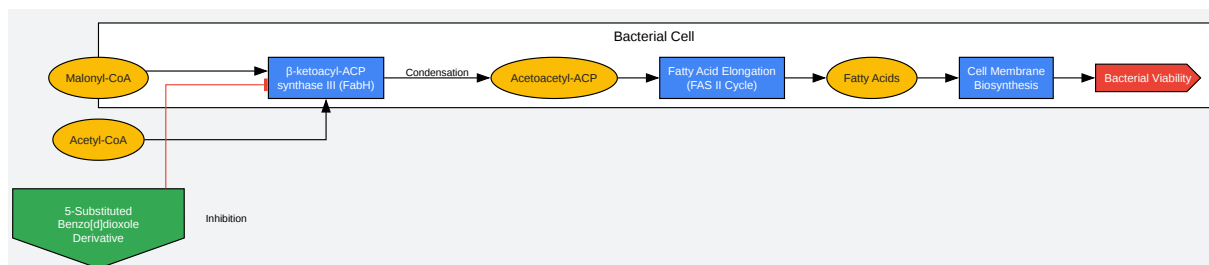 Bacterial Cell
Malonyl-CoA
β-ketoacyl-ACP
synthase III (FabH)
Condensation
Acetoacetyl-ACP
Fatty Acid Elongation
(FAS II Cycle)
Fatty Acids
Cell Membrane
Biosynthesis
Bacterial Viability
Acetyl-CoA
5-Substituted
Benzo[d]dioxole
Derivative
Inhibition